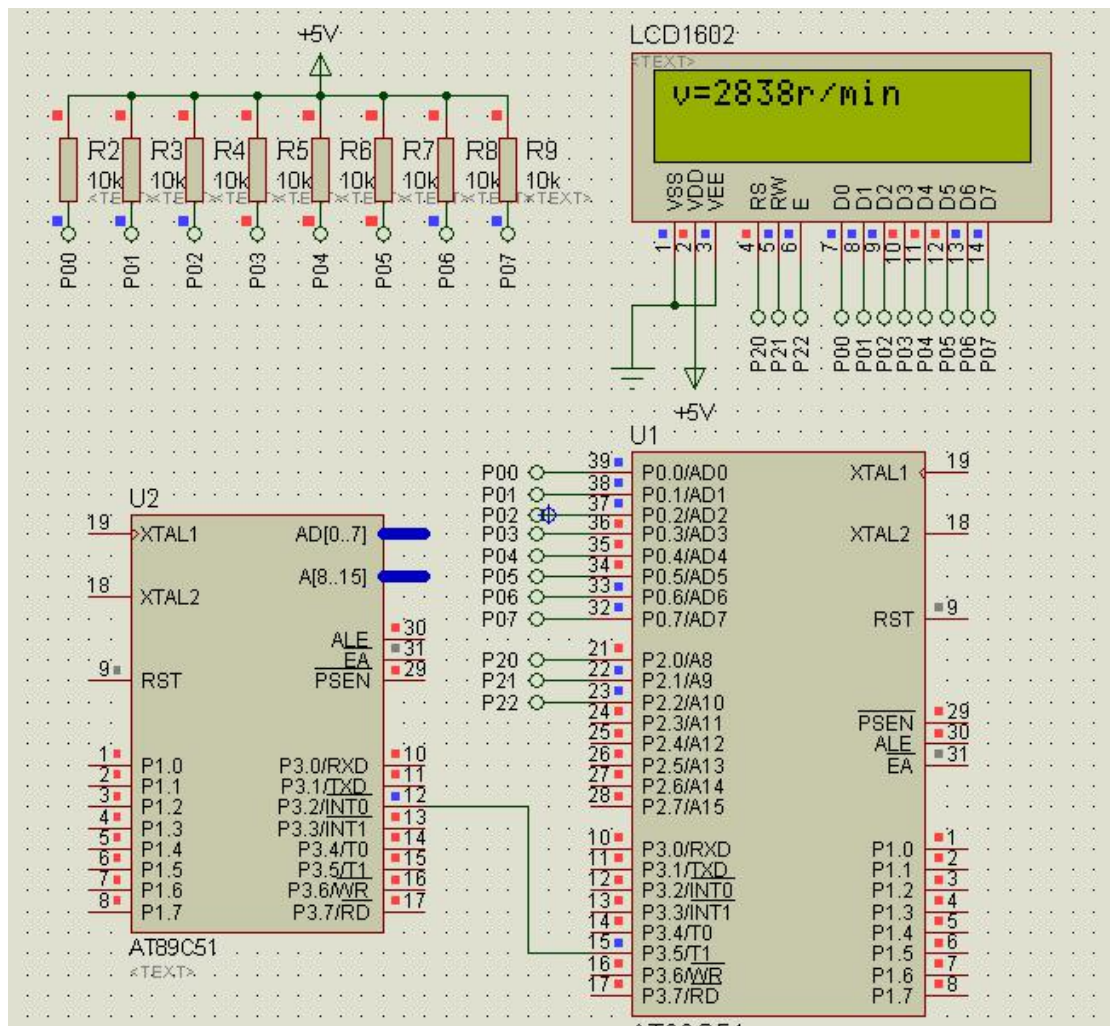 +5V
R2 R3 R4 R5 R6 R7 R8 R9
10k 10k 10k 10k 10k 10k 10k 10k
<TEXT> <TEXT> <TEXT> <TEXT> <TEXT> <TEXT> <TEXT> <TEXT>
P00 P01 P02 P03 P04 P05 P06 P07
LCD1602
<TEXT>
v=2838r/min
VSS VDD VEE RS RW E D0 D1 D2 D3 D4 D5 D6 D7
1 2 3 4 5 6 7 8 9 10 11 12 13 14
P20 P21 P22 P00 P01 P02 P03 P04 P05 P06 P07
+5V
U2
19 XTAL1 AD[0..7]
A[8..15]
18 XTAL2
ALE 30
EA 31
9 RST PSEN 29
1 P1.0 P3.0/RXD 10
2 P1.1 P3.1/TXD 11
3 P1.2 P3.2/INT0 12
4 P1.3 P3.3/INT1 13
5 P1.4 P3.4/T0 14
6 P1.5 P3.5/T1 15
7 P1.6 P3.6/WR 16
8 P1.7 P3.7/RD 17
AT89C51
<TEXT>
U1
P00 39 P0.0/AD0 XTAL1 19
P01 38 P0.1/AD1
P02 37 P0.2/AD2
P03 36 P0.3/AD3 XTAL2 18
P04 35 P0.4/AD4
P05 34 P0.5/AD5
P06 33 P0.6/AD6
P07 32 P0.7/AD7 RST 9
P20 21 P2.0/A8
P21 22 P2.1/A9
P22 23 P2.2/A10
24 P2.3/A11 PSEN 29
25 P2.4/A12 ALE 30
26 P2.5/A13 EA 31
27 P2.6/A14
28 P2.7/A15
10 P3.0/RXD P1.0 1
11 P3.1/TXD P1.1 2
12 P3.2/INT0 P1.2 3
13 P3.3/INT1 P1.3 4
14 P3.4/T0 P1.4 5
15 P3.5/T1 P1.5 6
16 P3.6/WR P1.6 7
17 P3.7/RD P1.7 8